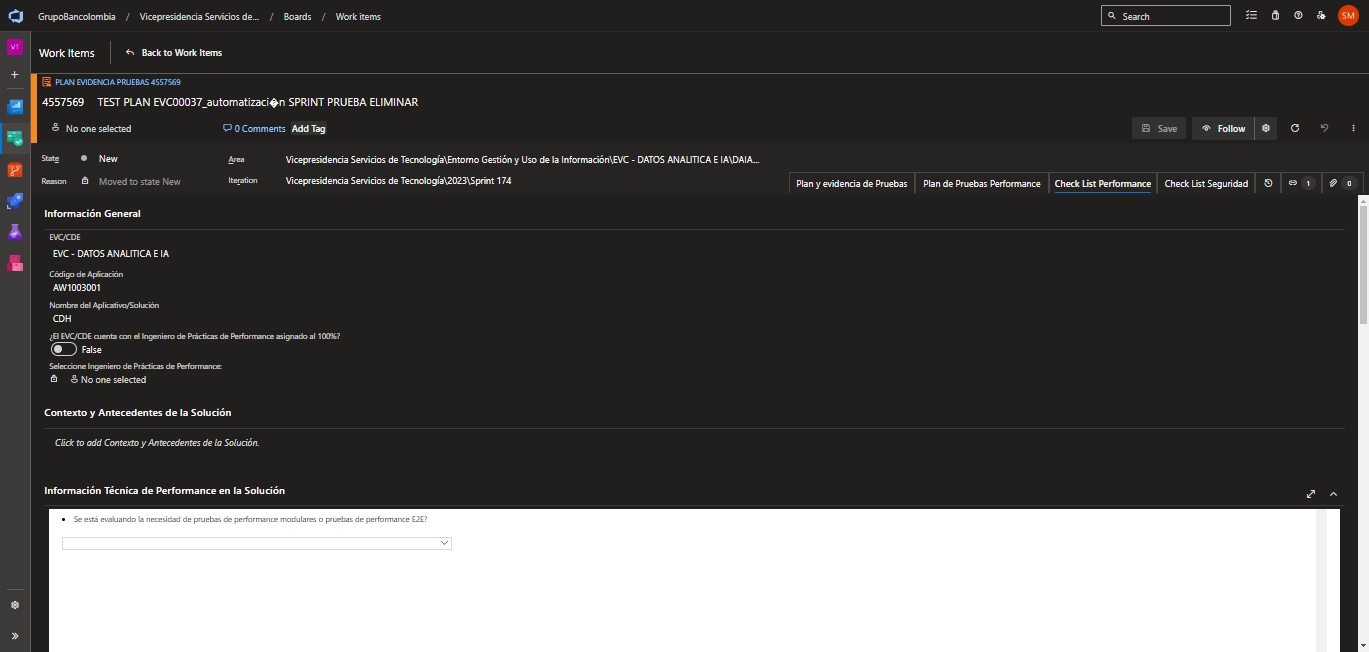 GrupoBancolombia / Vicepresidencia Servicios de... / Boards / Work items
Search
SM
VT
Work Items
Back to Work Items
PLAN EVIDENCIA PRUEBAS 4557569
4557569 TEST PLAN EVC00037_automatizaci�n SPRINT PRUEBA ELIMINAR
No one selected
0 Comments
Add Tag
Save
Follow
State New
Area Vicepresidencia Servicios de Tecnología\Entorno Gestión y Uso de la Información\EVC - DATOS ANALITICA E IA\DAIA...
Reason Moved to state New
Iteration Vicepresidencia Servicios de Tecnología\2023\Sprint 174
Plan y evidencia de Pruebas
Plan de Pruebas Performance
Check List Performance
Check List Seguridad
1
0
Información General
EVC/CDE
EVC - DATOS ANALITICA E IA
Código de Aplicación
AW1003001
Nombre del Aplicativo/Solución
CDH
¿El EVC/CDE cuenta con el Ingeniero de Prácticas de Performance asignado al 100%?
False
Seleccione Ingeniero de Prácticas de Performance:
No one selected
Contexto y Antecedentes de la Solución
Click to add Contexto y Antecedentes de la Solución.
Información Técnica de Performance en la Solución
• Se está evaluando la necesidad de pruebas de performance modulares o pruebas de performance E2E?